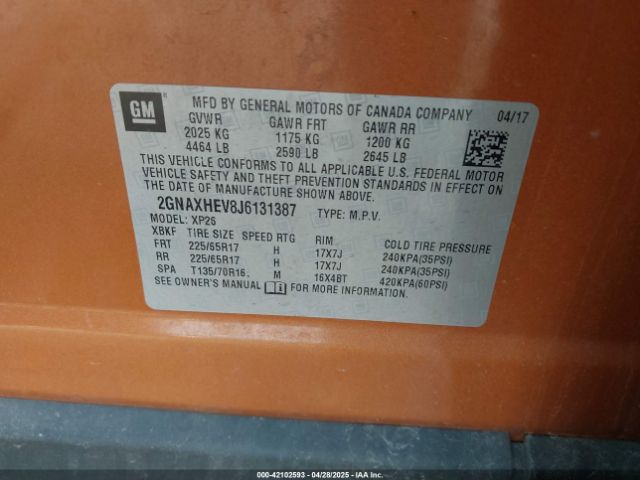 GM ®
MFD BY GENERAL MOTORS OF CANADA COMPANY 04/17
GVWR GAWR FRT GAWR RR
2025 KG 1175 KG 1200 KG
4464 LB 2590 LB 2645 LB
THIS VEHICLE CONFORMS TO ALL APPLICABLE U.S. FEDERAL MOTOR
VEHICLE SAFETY AND THEFT PREVENTION STANDARDS IN EFFECT ON
THE DATE OF MANUFACTURE SHOWN ABOVE.
2GNAXHEV8J6131387 TYPE: M.P.V.
MODEL: XP26
XBKF TIRE SIZE SPEED RTG RIM COLD TIRE PRESSURE
FRT 225/65R17 H 17X7J 240KPA(35PSI)
RR 225/65R17 H 17X7J 240KPA(35PSI)
SPA T135/70R16 M 16X4BT 420KPA(60PSI)
SEE OWNER'S MANUAL FOR MORE INFORMATION.
000-42102593 - 04/28/2025 - IAAI.COM